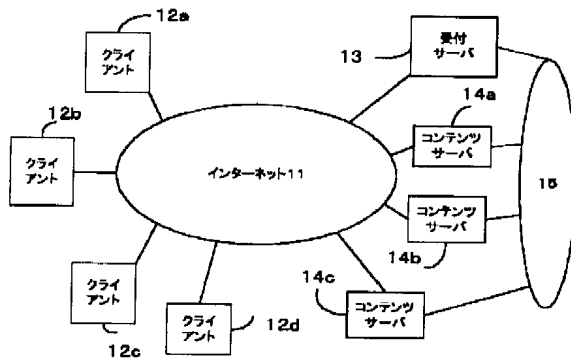 12a
クライ
アント
12b
クライ
アント
クライ
アント
12c
クライ
アント
12d
インターネット11
13
受付
サーバ
14a
コンテンツ
サーバ
コンテンツ
サーバ
14b
14c
コンテンツ
サーバ
15